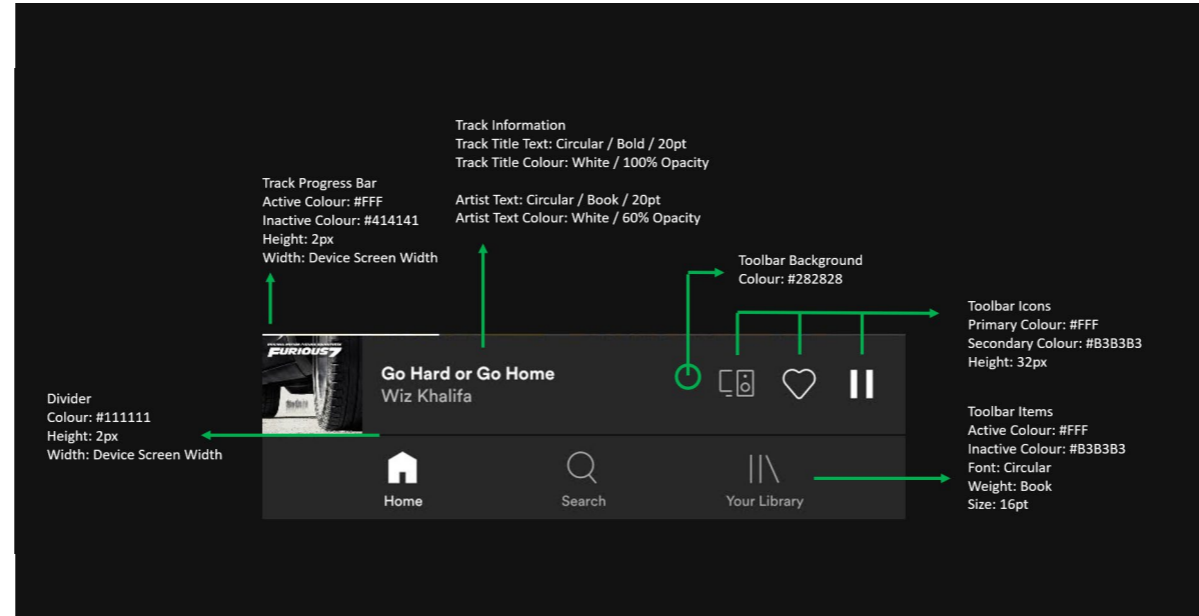 Track Information
Track Title Text: Circular / Bold / 20pt
Track Title Colour: White / 100% Opacity
Artist Text: Circular / Book / 20pt
Artist Text Colour: White / 60% Opacity
Track Progress Bar
Active Colour: #FFF
Inactive Colour: #414141
Height: 2px
Width: Device Screen Width
Toolbar Background
Colour: #282828
Toolbar Icons
Primary Colour: #FFF
Secondary Colour: #B3B3B3
Height: 32px
FURIOUS 7
Go Hard or Go Home
Wiz Khalifa
Divider
Colour: #111111
Height: 2px
Width: Device Screen Width
Toolbar Items
Active Colour: #FFF
Inactive Colour: #B3B3B3
Font: Circular
Weight: Book
Size: 16pt
Home
Search
Your Library